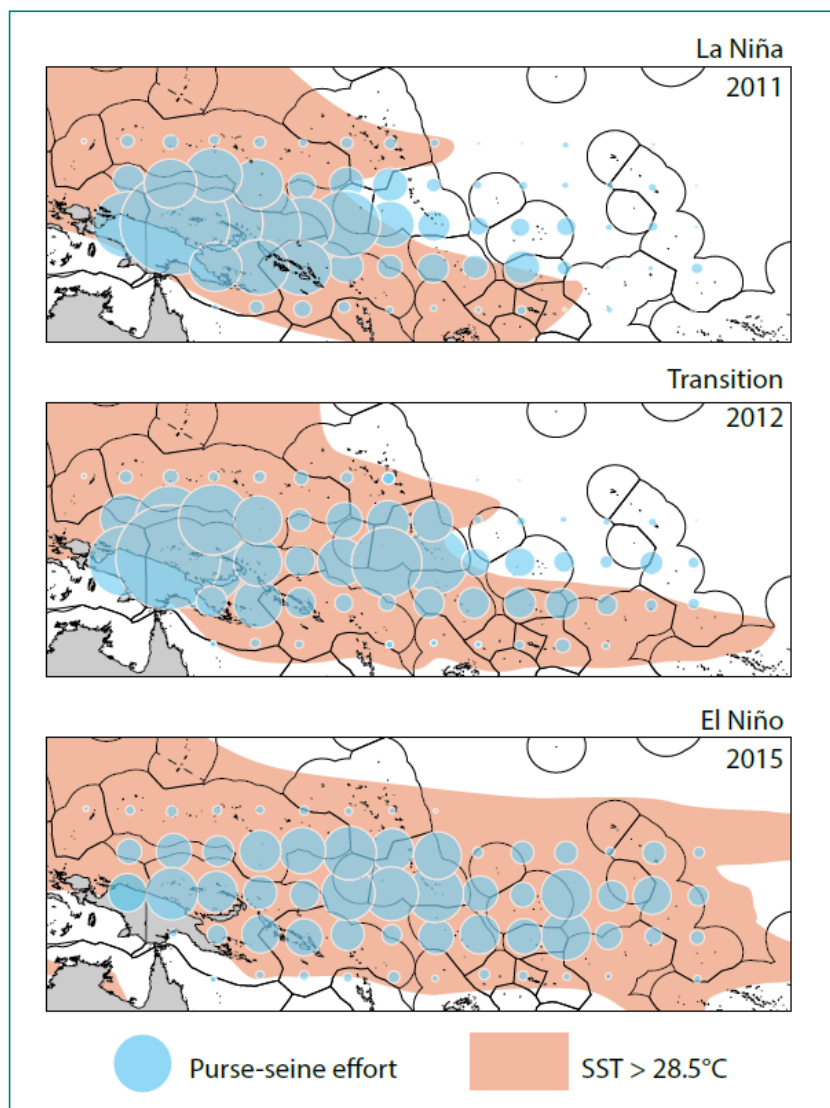 La Niña
2011
Transition
2012
El Niño
2015
Purse-seine effort
SST > 28.5°C